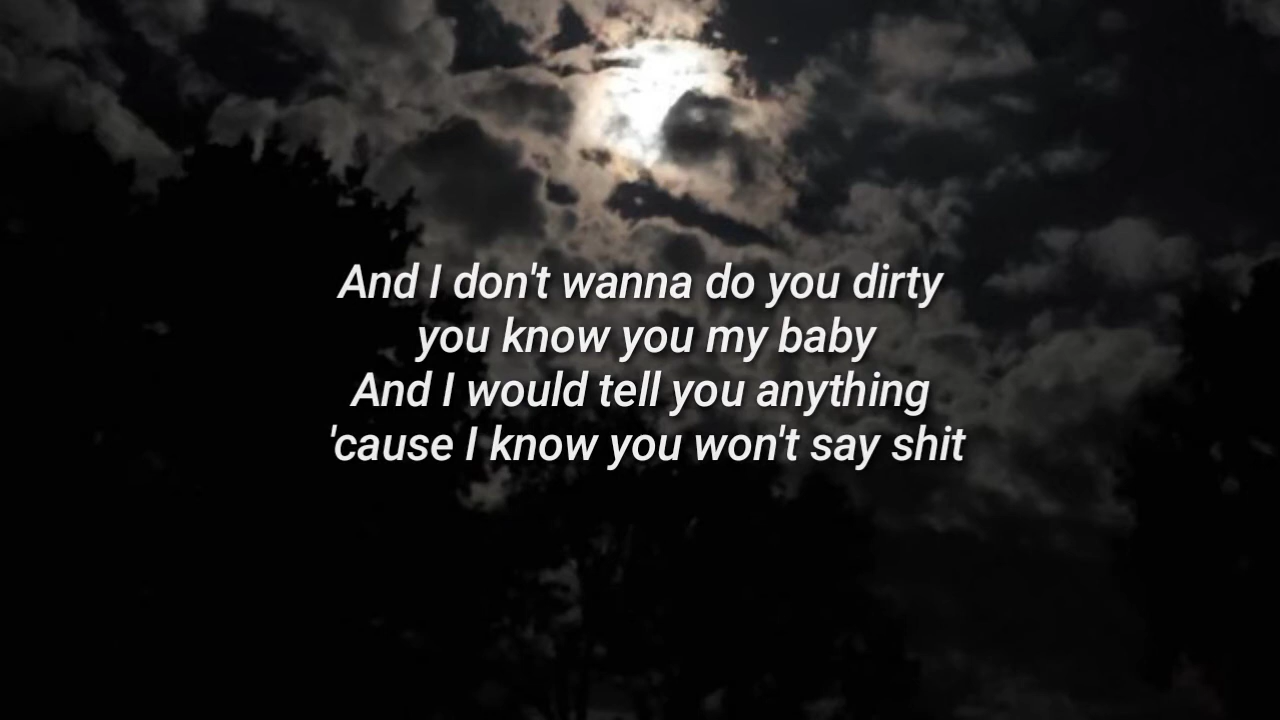 And I don't wanna do you dirty
you know you my baby
And I would tell you anything
'cause I know you won't say shit